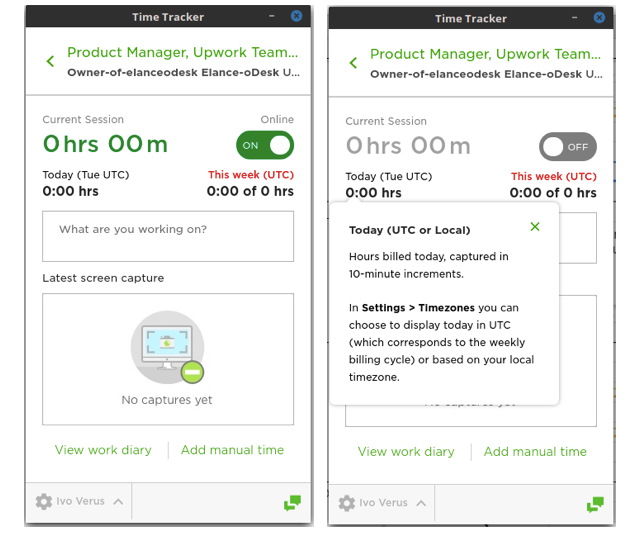 Time Tracker
Product Manager, Upwork Team...
Owner-of-elanceodesk Elance-oDesk U...
Current Session
Online
0 hrs 00 m
ON
Today (Tue UTC)
This week (UTC)
0:00 hrs
0:00 of 0 hrs
What are you working on?
Latest screen capture
No captures yet
View work diary
Add manual time
Ivo Verus
Time Tracker
Product Manager, Upwork Team...
Owner-of-elanceodesk Elance-oDesk U...
Current Session
0 hrs 00 m
OFF
Today (Tue UTC)
This week (UTC)
0:00 hrs
0:00 of 0 hrs
Today (UTC or Local)
Hours billed today, captured in
10-minute increments.
In Settings > Timezones you can
choose to display today in UTC
(which corresponds to the weekly
billing cycle) or based on your local
timezone.
No captures yet
View work diary
Add manual time
Ivo Verus